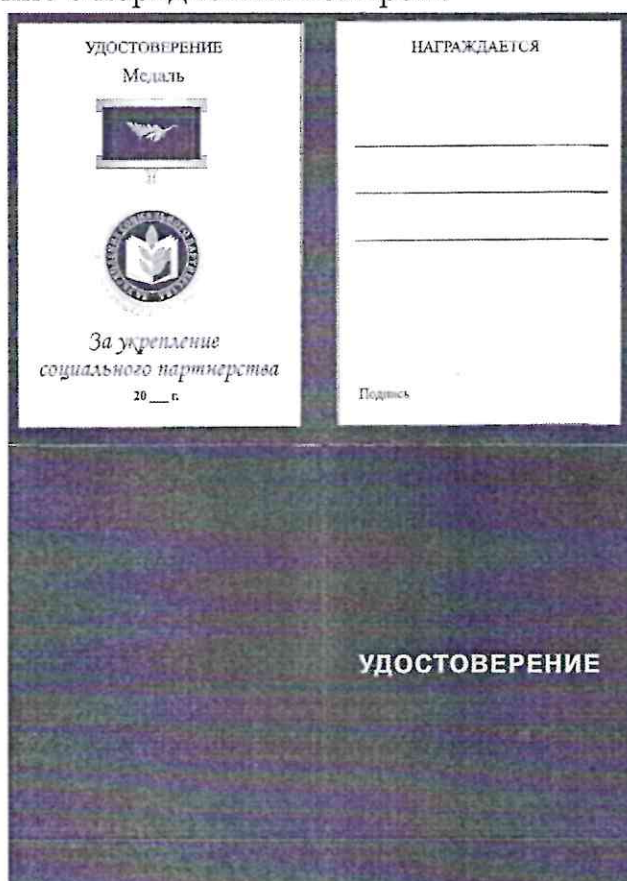 УДОСТОВЕРЕНИЕ
Медаль
За укрепление
социального партнерства
20 __ г.
НАГРАЖДАЕТСЯ
Подпись
УДОСТОВЕРЕНИЕ